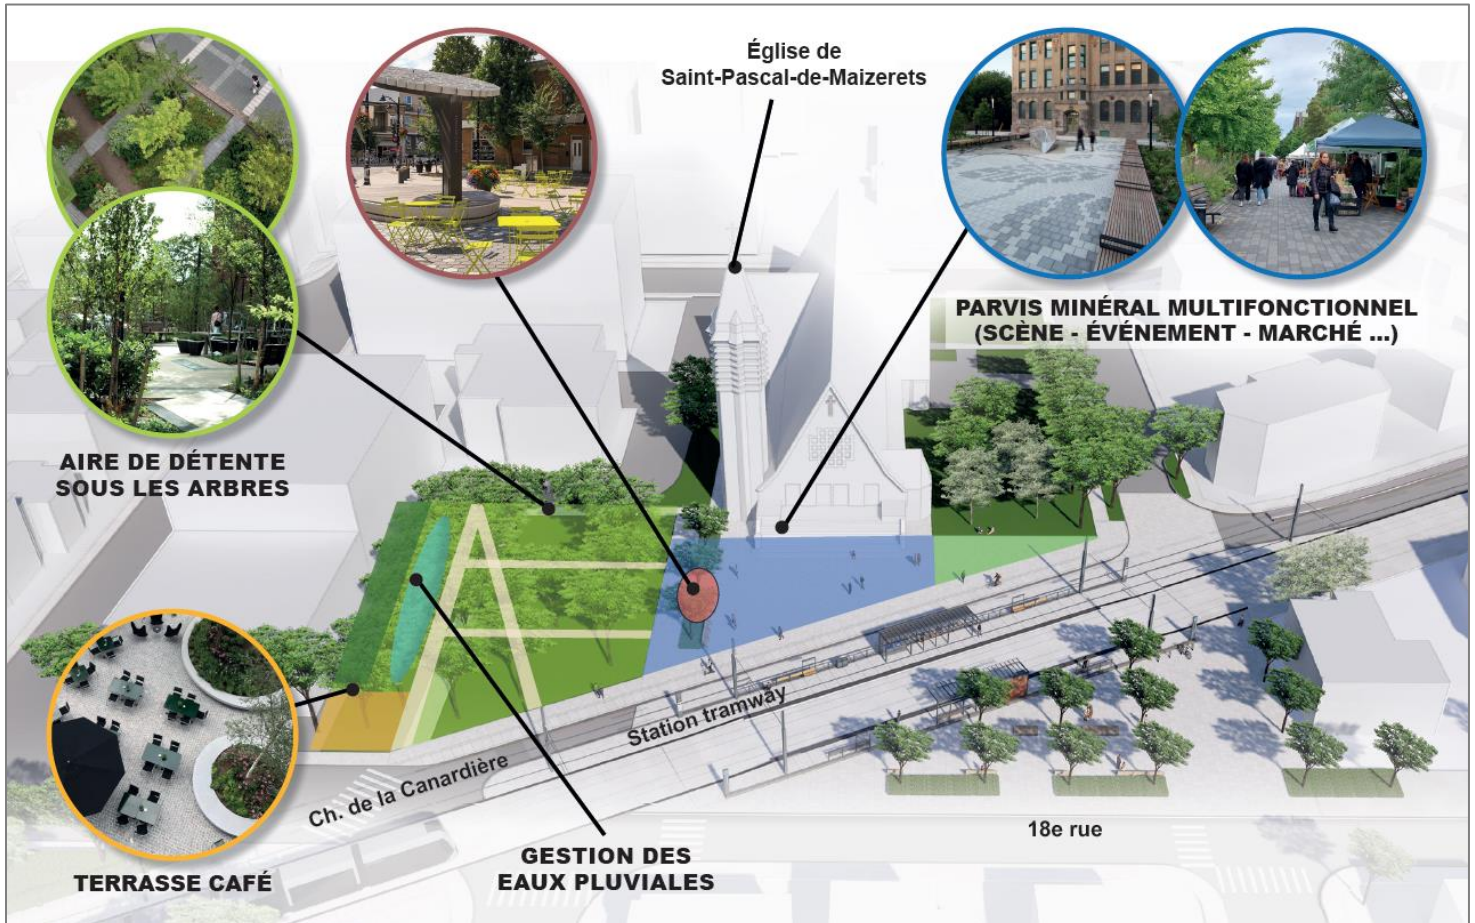 Église de
Saint-Pascal-de-Maizerets
PARVIS MINÉRAL MULTIFONCTIONNEL
(SCÈNE - ÉVÉNEMENT - MARCHÉ ...)
AIRE DE DÉTENTE
SOUS LES ARBRES
Station tramway
Ch. de la Canardière
18e rue
GESTION DES
EAUX PLUVIALES
TERRASSE CAFÉ